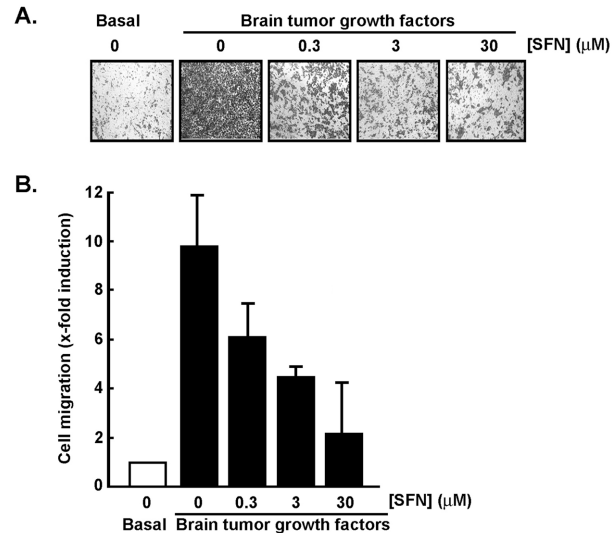 A.
Basal Brain tumor growth factors
0 0 0.3 3 30 [SFN] (μM)
B.
Cell migration (x-fold induction)
12
10
8
6
4
2
0
0 0 0.3 3 30 [SFN] (μM)
Basal Brain tumor growth factors